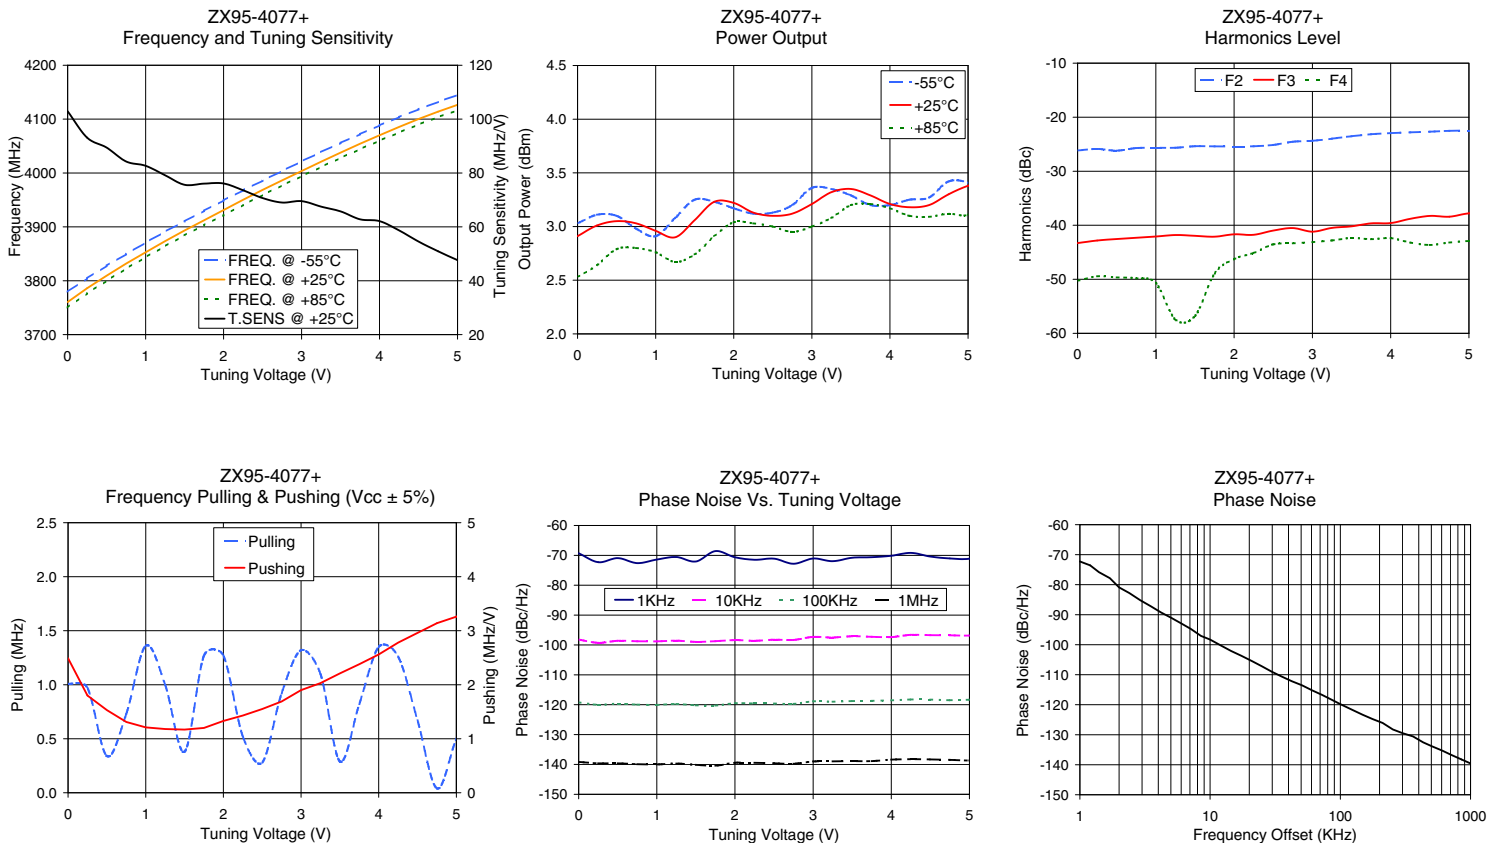 ZX95-4077+
Frequency and Tuning Sensitivity
4200
4100
4000
3900
3800
3700
120
100
80
60
40
20
Frequency (MHz)
Tuning Sensitivity (MHz/V)
FREQ. @ -55°C
FREQ. @ +25°C
FREQ. @ +85°C
T.SENS @ +25°C
0 1 2 3 4 5
Tuning Voltage (V)
ZX95-4077+
Power Output
4.5
4.0
3.5
3.0
2.5
2.0
Output Power (dBm)
-55°C
+25°C
+85°C
0 1 2 3 4 5
Tuning Voltage (V)
ZX95-4077+
Harmonics Level
-10
-20
-30
-40
-50
-60
Harmonics (dBc)
F2 F3 F4
0 1 2 3 4 5
Tuning Voltage (V)
ZX95-4077+
Frequency Pulling & Pushing (Vcc ± 5%)
2.5
2.0
1.5
1.0
0.5
0.0
5
4
3
2
1
0
Pulling (MHz)
Pushing (MHz/V)
Pulling
Pushing
0 1 2 3 4 5
Tuning Voltage (V)
ZX95-4077+
Phase Noise Vs. Tuning Voltage
-60
-70
-80
-90
-100
-110
-120
-130
-140
-150
Phase Noise (dBc/Hz)
1KHz 10KHz 100KHz 1MHz
0 1 2 3 4 5
Tuning Voltage (V)
ZX95-4077+
Phase Noise
-60
-70
-80
-90
-100
-110
-120
-130
-140
-150
Phase Noise (dBc/Hz)
1 10 100 1000
Frequency Offset (KHz)